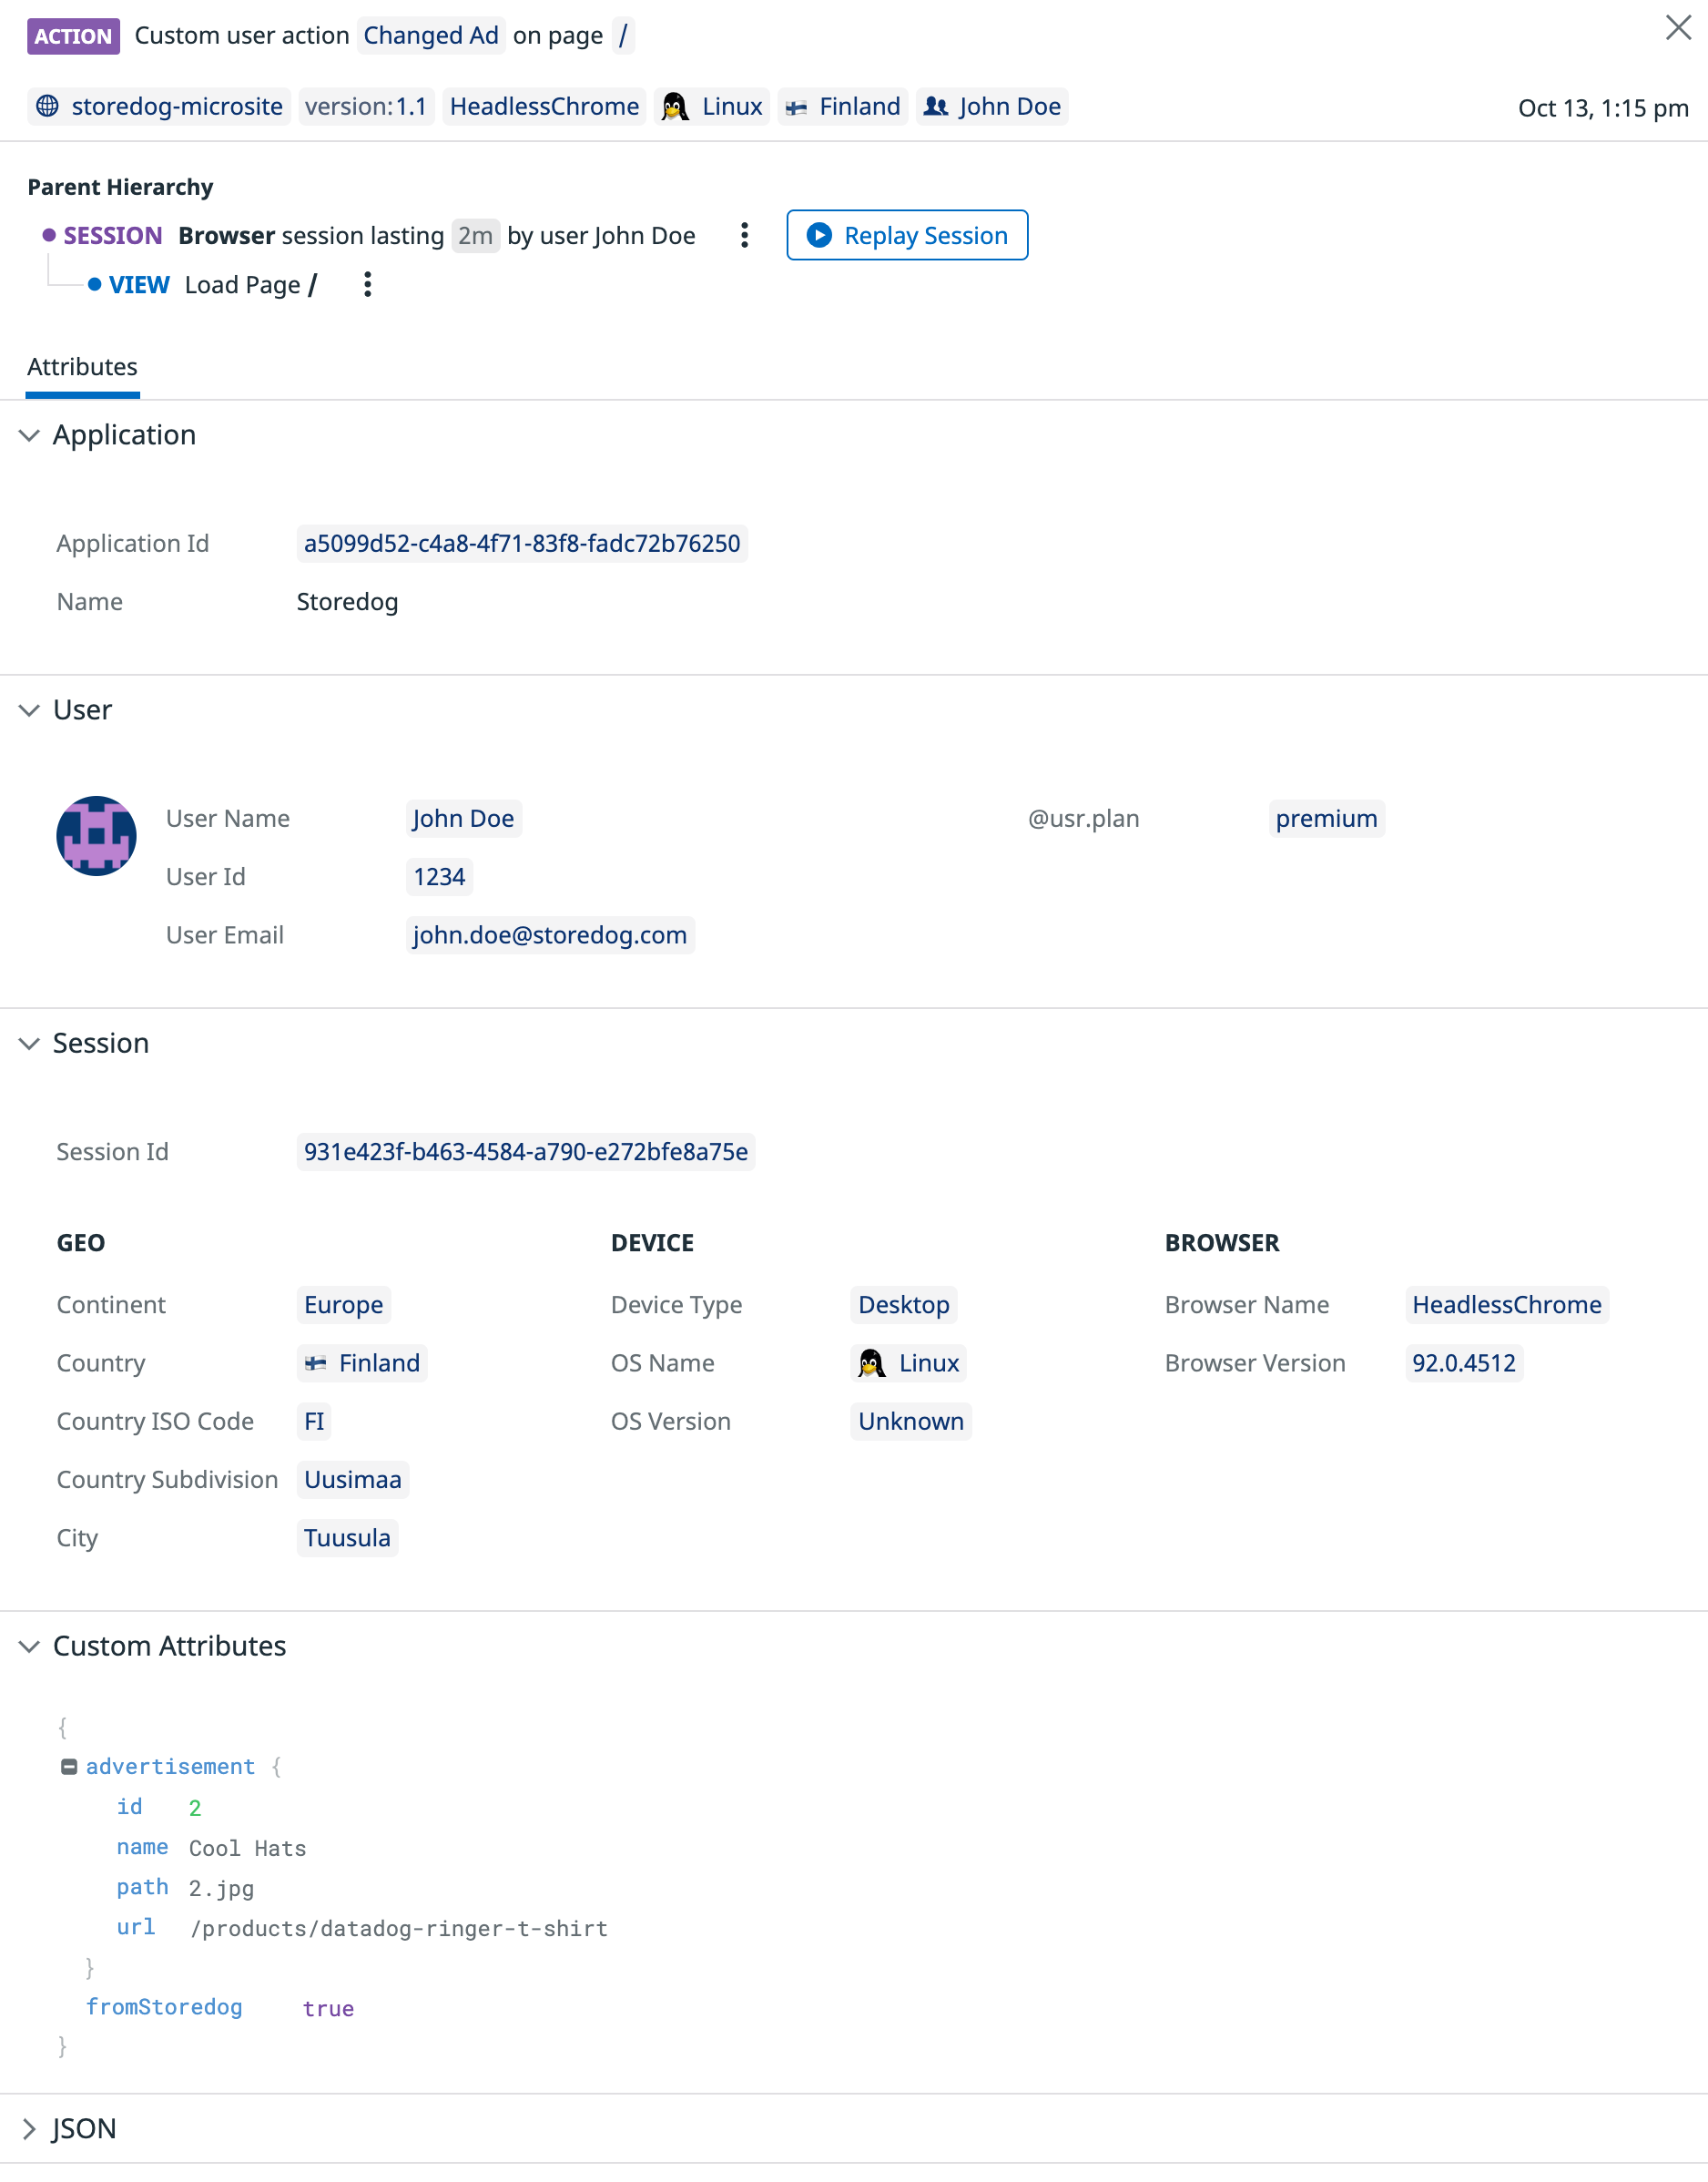 ACTION Custom user action Changed Ad on page /
storedog-microsite version:1.1 HeadlessChrome Linux Finland John Doe Oct 13, 1:15 pm
Parent Hierarchy
SESSION Browser session lasting 2m by user John Doe Replay Session
VIEW Load Page /
Attributes
Application
Application Id a5099d52-c4a8-4f71-83f8-fadc72b76250
Name Storedog
User
User Name John Doe @usr.plan premium
User Id 1234
User Email john.doe@storedog.com
Session
Session Id 931e423f-b463-4584-a790-e272bfe8a75e
GEO DEVICE BROWSER
Continent Europe Device Type Desktop Browser Name HeadlessChrome
Country Finland OS Name Linux Browser Version 92.0.4512
Country ISO Code FI OS Version Unknown
Country Subdivision Uusimaa
City Tuusula
Custom Attributes
{
advertisement {
id 2
name Cool Hats
path 2.jpg
url /products/datadog-ringer-t-shirt
}
fromStoredog true
}
JSON